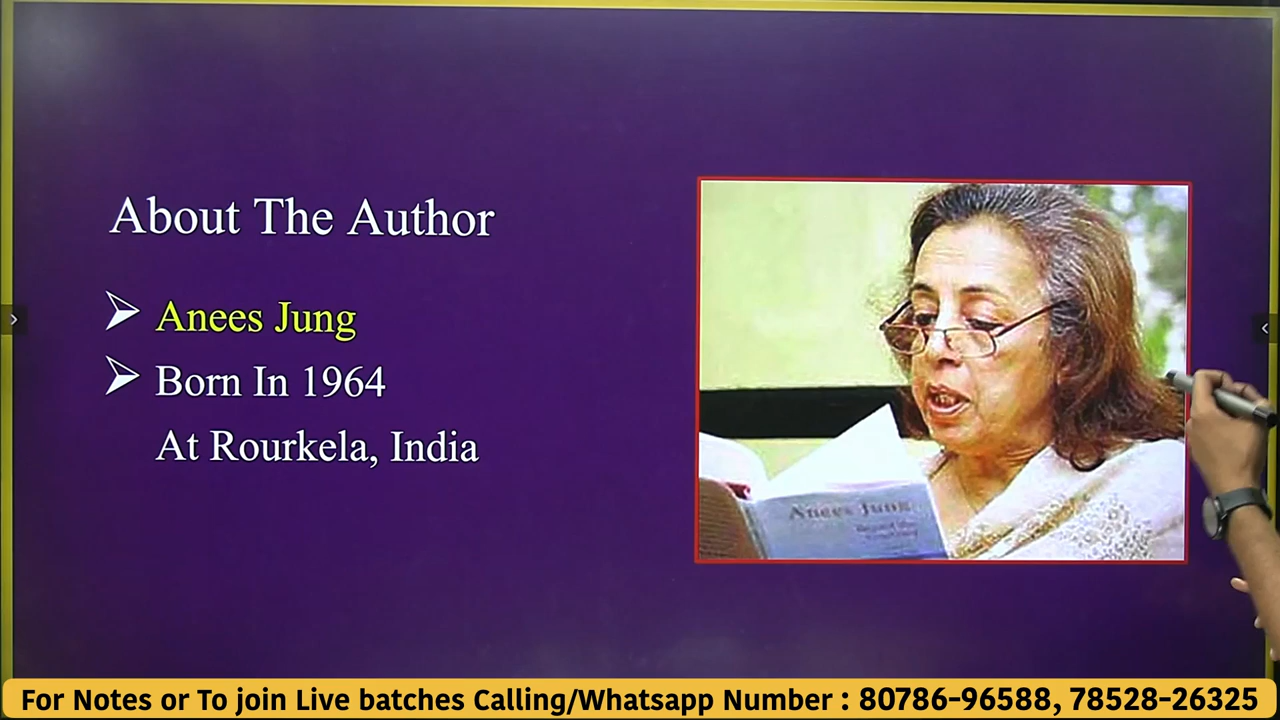 About The Author
Anees Jung
Born In 1964
At Rourkela, India
Anees Jung
For Notes or To join Live batches Calling/Whatsapp Number : 80786-96588, 78528-26325